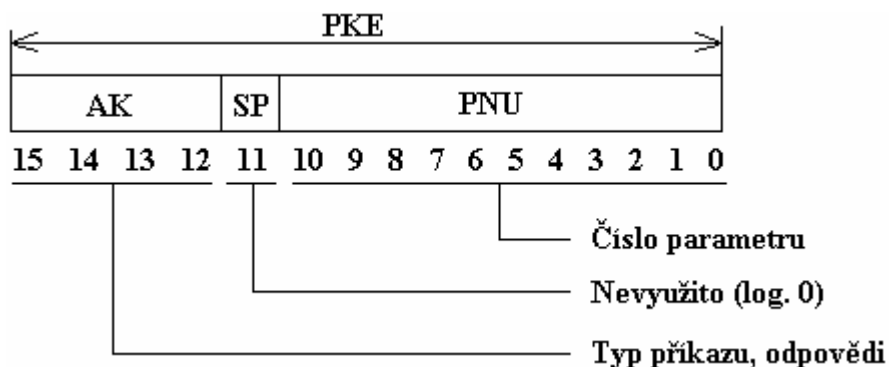 PKE
AK SP PNU
15 14 13 12 11 10 9 8 7 6 5 4 3 2 1 0
Číslo parametru
Nevyužito (log. 0)
Typ příkazu, odpovědi